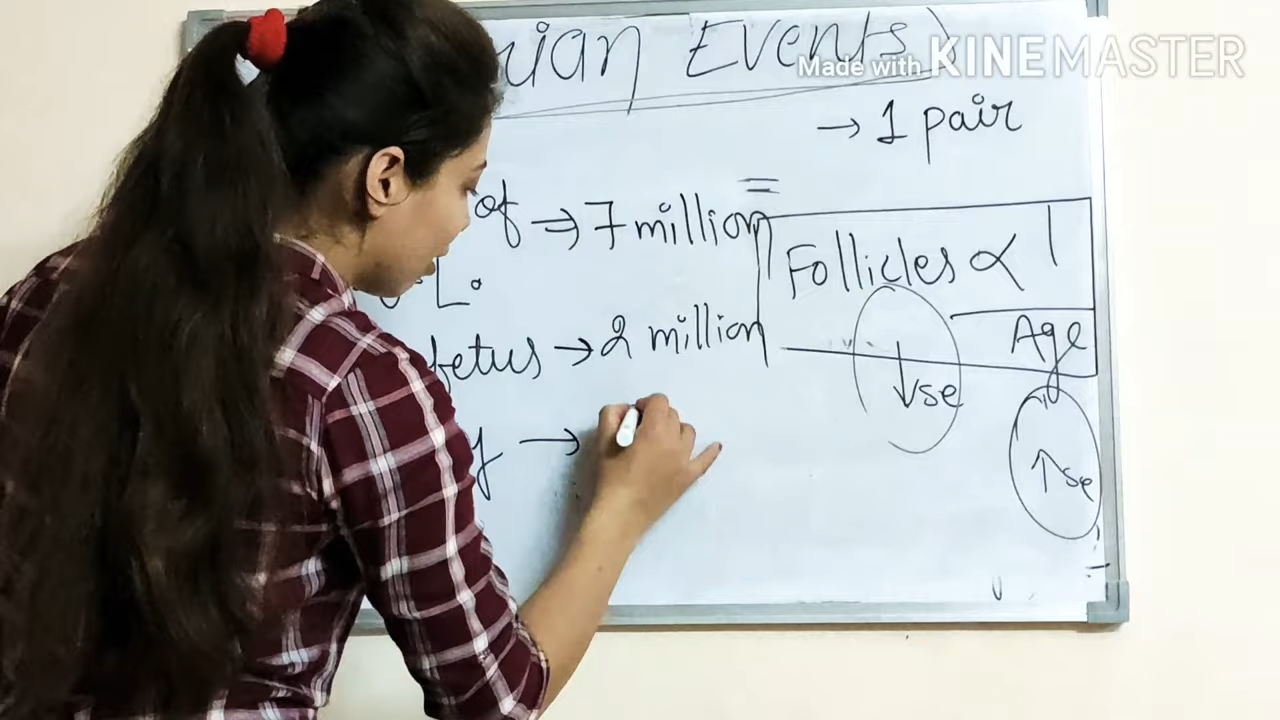 Events)
Made with KINEMASTER
→ 1 pair
of → 7 million
Follicles ∝ 1
Age
fetus → 2 million
↓se
→
↑se